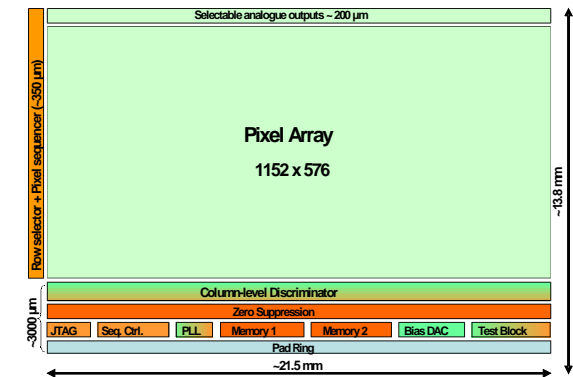 Selectable analogue outputs ~ 200 µm
Row selector + Pixel sequencer (~350 µm)
Pixel Array
1152 x 576
~13.8 mm
Column-level Discriminator
Zero Suppression
~3000 µm
JTAG Seq. Ctrl. PLL Memory 1 Memory 2 Bias DAC Test Block
Pad Ring
~21.5 mm